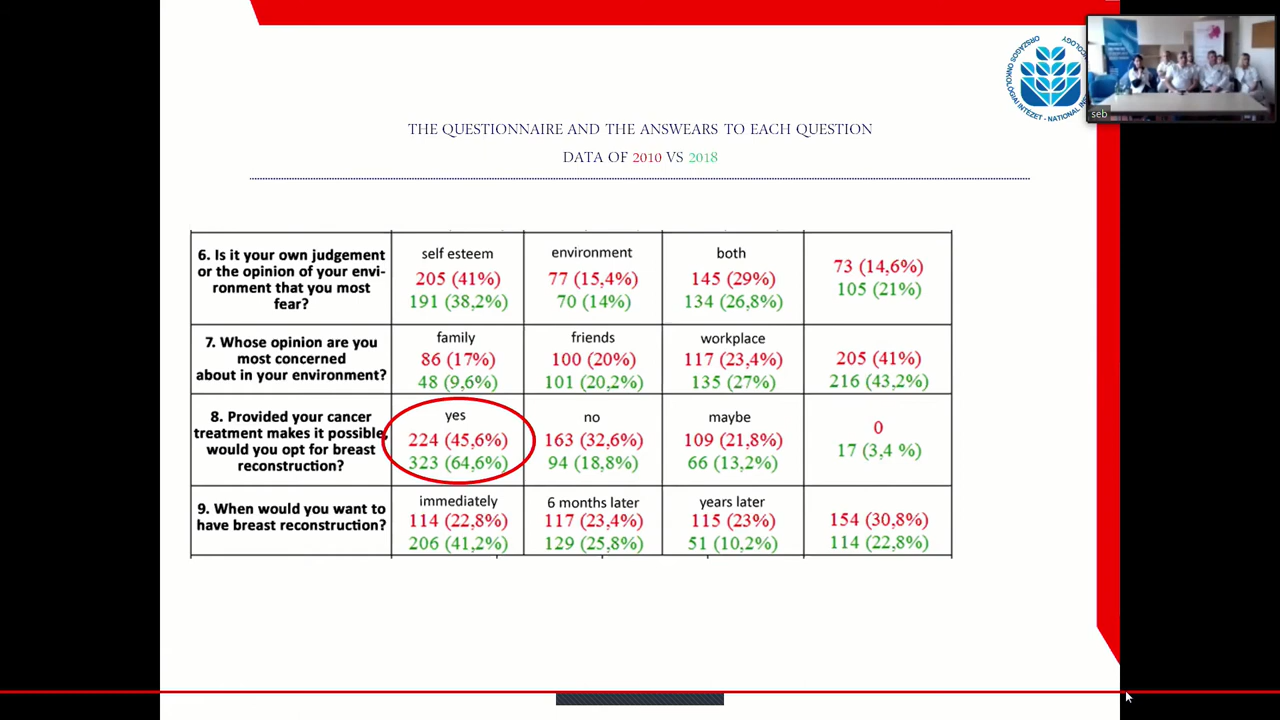 ORSZÁGOS ONKOLÓGIAI INTÉZET - NATIONAL
seb
THE QUESTIONNAIRE AND THE ANSWEARS TO EACH QUESTION
DATA OF 2010 VS 2018
6. Is it your own judgement
or the opinion of your envi-
ronment that you most
fear?
self esteem
205 (41%)
191 (38,2%)
environment
77 (15,4%)
70 (14%)
both
145 (29%)
134 (26,8%)
73 (14,6%)
105 (21%)
7. Whose opinion are you
most concerned
about in your environment?
family
86 (17%)
48 (9,6%)
friends
100 (20%)
101 (20,2%)
workplace
117 (23,4%)
135 (27%)
205 (41%)
216 (43,2%)
8. Provided your cancer
treatment makes it possible,
would you opt for breast
reconstruction?
yes
224 (45,6%)
323 (64,6%)
no
163 (32,6%)
94 (18,8%)
maybe
109 (21,8%)
66 (13,2%)
0
17 (3,4 %)
9. When would you want to
have breast reconstruction?
immediately
114 (22,8%)
206 (41,2%)
6 months later
117 (23,4%)
129 (25,8%)
years later
115 (23%)
51 (10,2%)
154 (30,8%)
114 (22,8%)